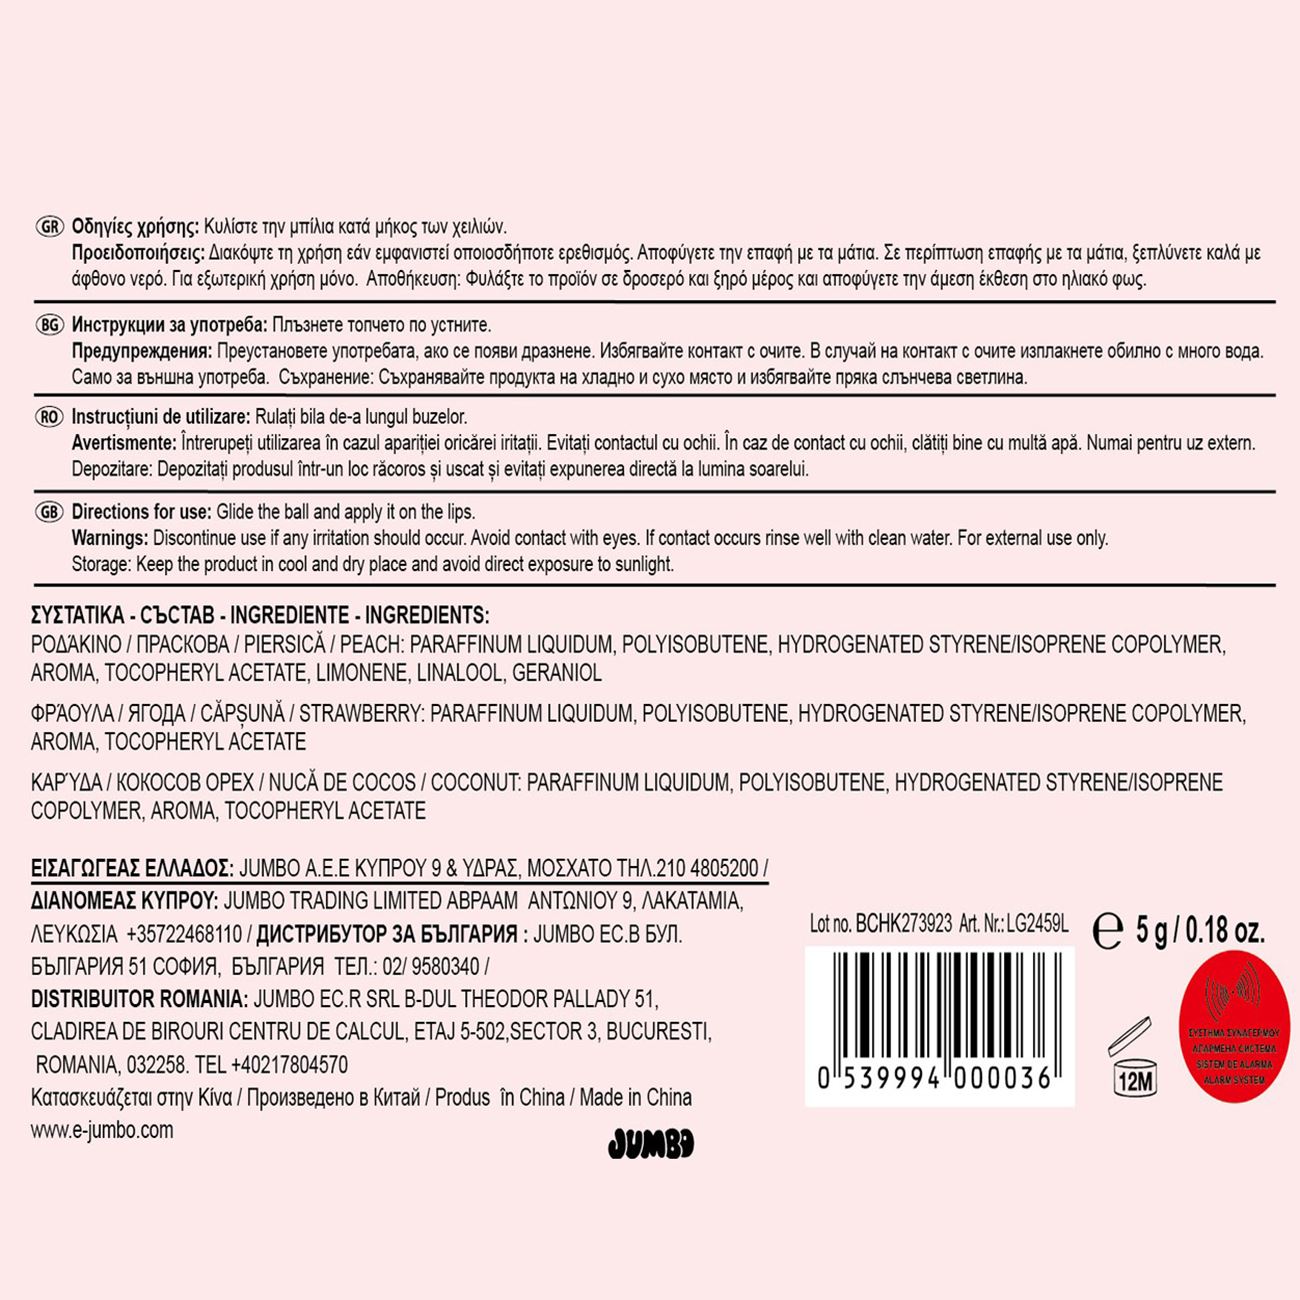 GR Οδηγίες χρήσης: Κυλίστε την μπίλια κατά μήκος των χειλιών.
Προειδοποιήσεις: Διακόψτε τη χρήση εάν εμφανιστεί οποιοσδήποτε ερεθισμός. Αποφύγετε την επαφή με τα μάτια. Σε περίπτωση επαφής με τα μάτια, ξεπλύνετε καλά με
άφθονο νερό. Για εξωτερική χρήση μόνο. Αποθήκευση: Φυλάξτε το προϊόν σε δροσερό και ξηρό μέρος και αποφύγετε την άμεση έκθεση στο ηλιακό φως.
BG Инструкции за употреба: Плъзнете топчето по устните.
Предупреждения: Преустановете употребата, ако се появи дразнене. Избягвайте контакт с очите. В случай на контакт с очите изплакнете обилно с много вода.
Само за външна употреба. Съхранение: Съхранявайте продукта на хладно и сухо място и избягвайте пряка слънчева светлина.
RO Instrucțiuni de utilizare: Rulați bila de-a lungul buzelor.
Avertismente: Întrerupeți utilizarea în cazul apariției oricărei iritații. Evitați contactul cu ochii. În caz de contact cu ochii, clătiți bine cu multă apă. Numai pentru uz extern.
Depozitare: Depozitați produsul într-un loc răcoros și uscat și evitați expunerea directă la lumina soarelui.
GB Directions for use: Glide the ball and apply it on the lips.
Warnings: Discontinue use if any irritation should occur. Avoid contact with eyes. If contact occurs rinse well with clean water. For external use only.
Storage: Keep the product in cool and dry place and avoid direct exposure to sunlight.
ΣΥΣΤΑΤΙΚΑ - СЪСТАВ - INGREDIENTE - INGREDIENTS:
ΡΟΔΆΚΙΝΟ / ПРАСКОВА / PIERSICĂ / PEACH: PARAFFINUM LIQUIDUM, POLYISOBUTENE, HYDROGENATED STYRENE/ISOPRENE COPOLYMER,
AROMA, TOCOPHERYL ACETATE, LIMONENE, LINALOOL, GERANIOL
ΦΡΆΟΥΛΑ / ЯГОДА / CĂPȘUNĂ / STRAWBERRY: PARAFFINUM LIQUIDUM, POLYISOBUTENE, HYDROGENATED STYRENE/ISOPRENE COPOLYMER,
AROMA, TOCOPHERYL ACETATE
ΚΑΡΎΔΑ / КОКОСОВ ОРЕХ / NUCĂ DE COCOS / COCONUT: PARAFFINUM LIQUIDUM, POLYISOBUTENE, HYDROGENATED STYRENE/ISOPRENE
COPOLYMER, AROMA, TOCOPHERYL ACETATE
ΕΙΣΑΓΩΓΕΑΣ ΕΛΛΑΔΟΣ: JUMBO A.E.E ΚΥΠΡΟΥ 9 & ΥΔΡΑΣ, ΜΟΣΧΑΤΟ ΤΗΛ.210 4805200 /
ΔΙΑΝΟΜΕΑΣ ΚΥΠΡΟΥ: JUMBO TRADING LIMITED ΑΒΡΑΑΜ ΑΝΤΩΝΙΟΥ 9, ΛΑΚΑΤΑΜΙΑ,
ΛΕΥΚΩΣΙΑ +35722468110 / ДИСТРИБУТОР ЗА БЪЛГАРИЯ : JUMBO EC.B БУЛ.
БЪЛГАРИЯ 51 СОФИЯ, БЪЛГАРИЯ ТЕЛ.: 02/ 9580340 /
DISTRIBUITOR ROMANIA: JUMBO EC.R SRL B-DUL THEODOR PALLADY 51,
CLADIREA DE BIROURI CENTRU DE CALCUL, ETAJ 5-502,SECTOR 3, BUCURESTI,
ROMANIA, 032258. TEL +40217804570
Κατασκευάζεται στην Κίνα / Произведено в Китай / Produs în China / Made in China
www.e-jumbo.com
JUMBO
Lot no. BCHK273923 Art. Nr.: LG2459L
0 539994 000036
℮ 5 g / 0.18 oz.
12M
ΣΥΣΤΗΜΑ ΣΥΝΑΓΕΡΜΟΥ
АЛАРМЕНА СИСТЕМА
SISTEM DE ALARMA
ALARM SYSTEM